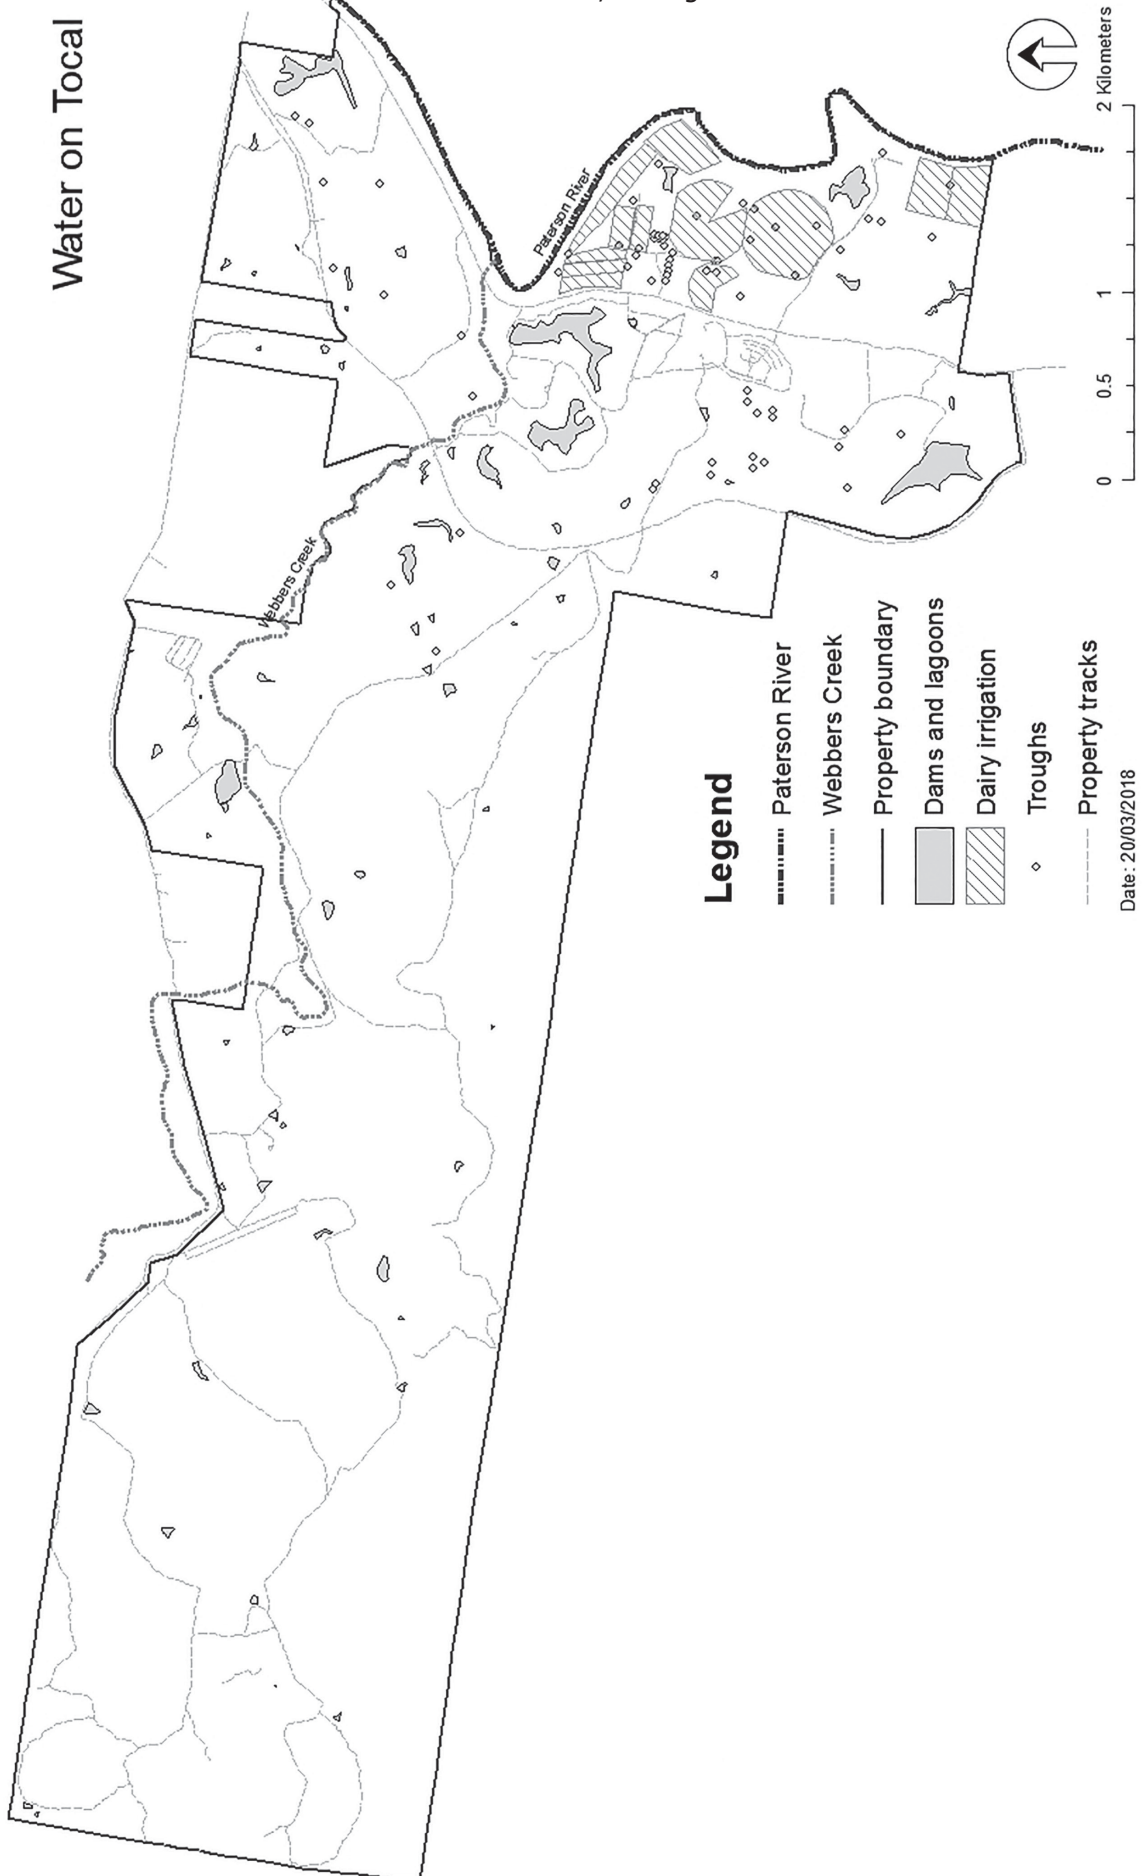 Water on Tocal
Paterson River
Webbers Creek
Legend
Paterson River
Webbers Creek
Property boundary
Dams and lagoons
Dairy irrigation
Troughs
Property tracks
Date: 20/03/2018
0 0.5 1 2 Kilometers